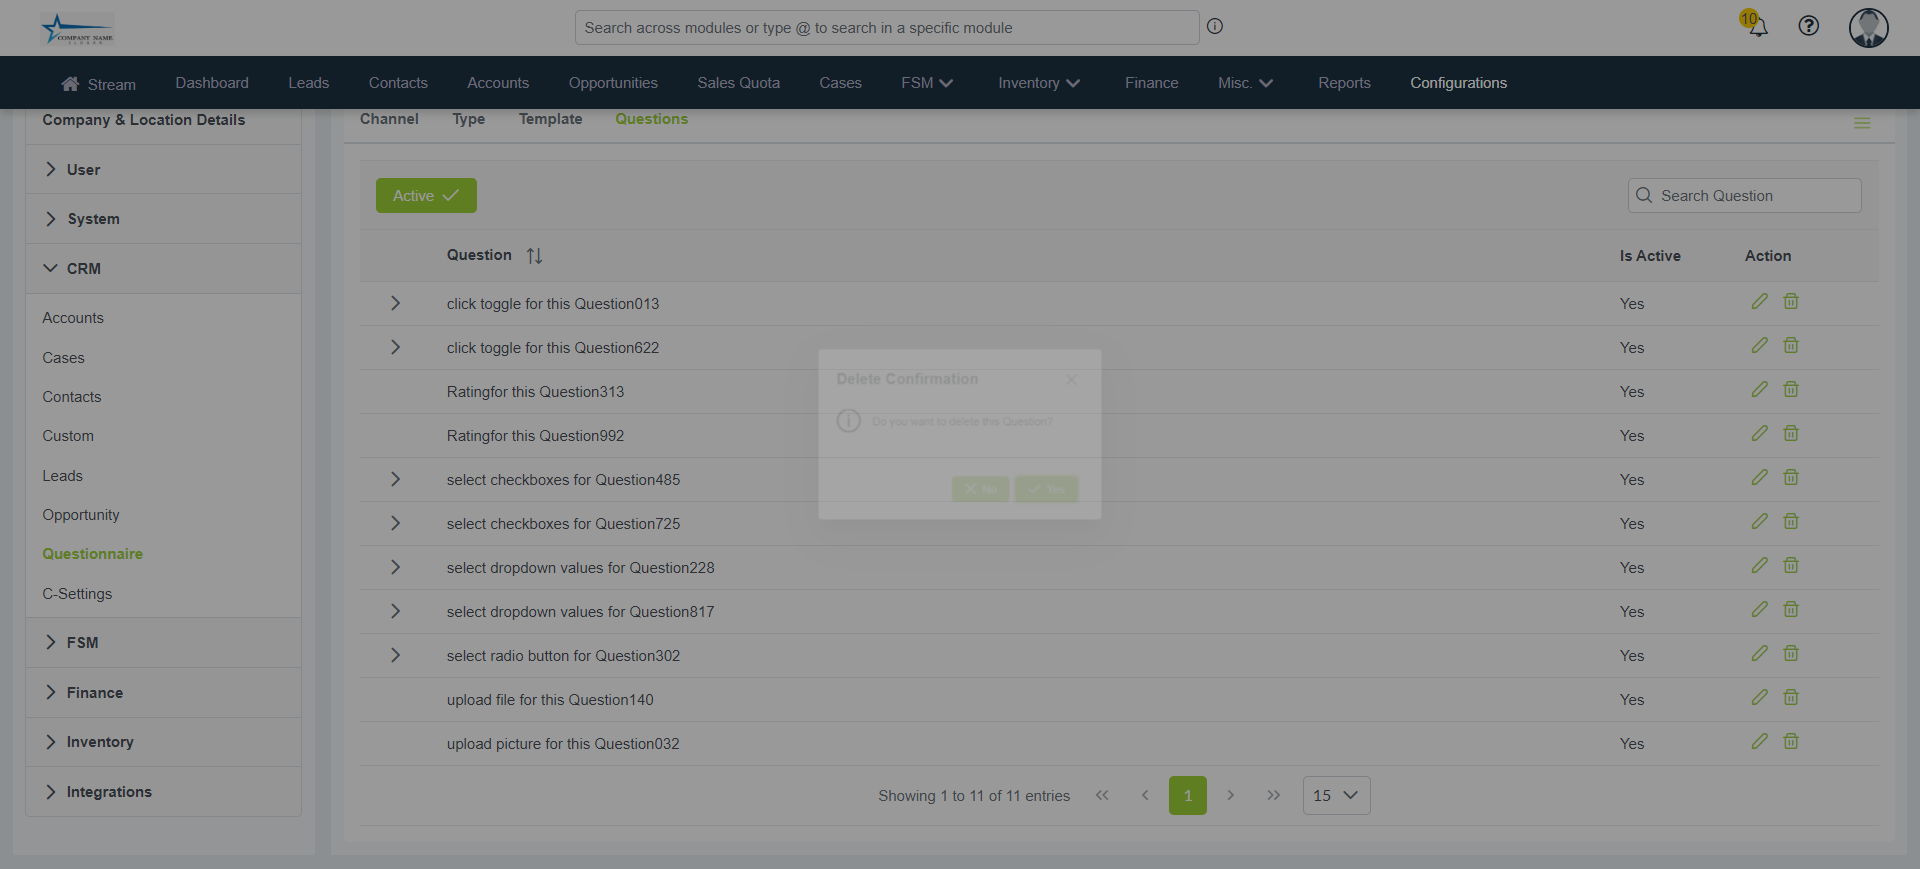 COMPANY NAME
Search across modules or type @ to search in a specific module
10
Stream Dashboard Leads Contacts Accounts Opportunities Sales Quota Cases FSM Inventory Finance Misc. Reports Configurations
Company & Location Details
User
System
CRM
Accounts
Cases
Contacts
Custom
Leads
Opportunity
Questionnaire
C-Settings
FSM
Finance
Inventory
Integrations
Channel Type Template Questions
Active
Search Question
Question Is Active Action
click toggle for this Question013 Yes
click toggle for this Question622 Yes
Ratingfor this Question313 Yes
Ratingfor this Question992 Yes
select checkboxes for Question485 Yes
select checkboxes for Question725 Yes
select dropdown values for Question228 Yes
select dropdown values for Question817 Yes
select radio button for Question302 Yes
upload file for this Question140 Yes
upload picture for this Question032 Yes
Showing 1 to 11 of 11 entries 1 15
Delete Confirmation
Do you want to delete this Question?
No Yes